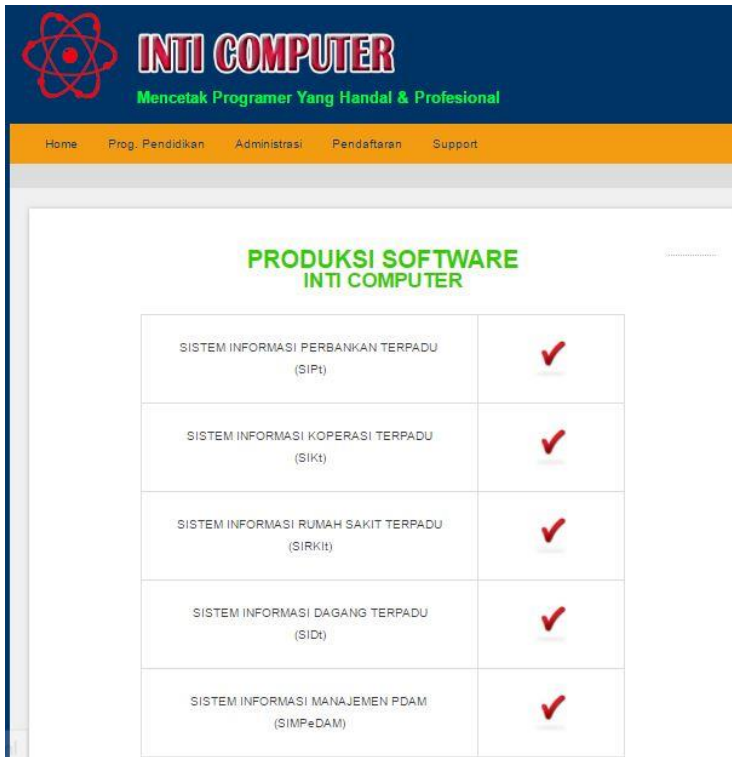 INTI COMPUTER
Mencetak Programer Yang Handal & Profesional
Home Prog. Pendidikan Administrasi Pendaftaran Support
PRODUKSI SOFTWARE
INTI COMPUTER
SISTEM INFORMASI PERBANKAN TERPADU
(SIPt)
SISTEM INFORMASI KOPERASI TERPADU
(SIKt)
SISTEM INFORMASI RUMAH SAKIT TERPADU
(SIRKIt)
SISTEM INFORMASI DAGANG TERPADU
(SIDt)
SISTEM INFORMASI MANAJEMEN PDAM
(SIMPeDAM)